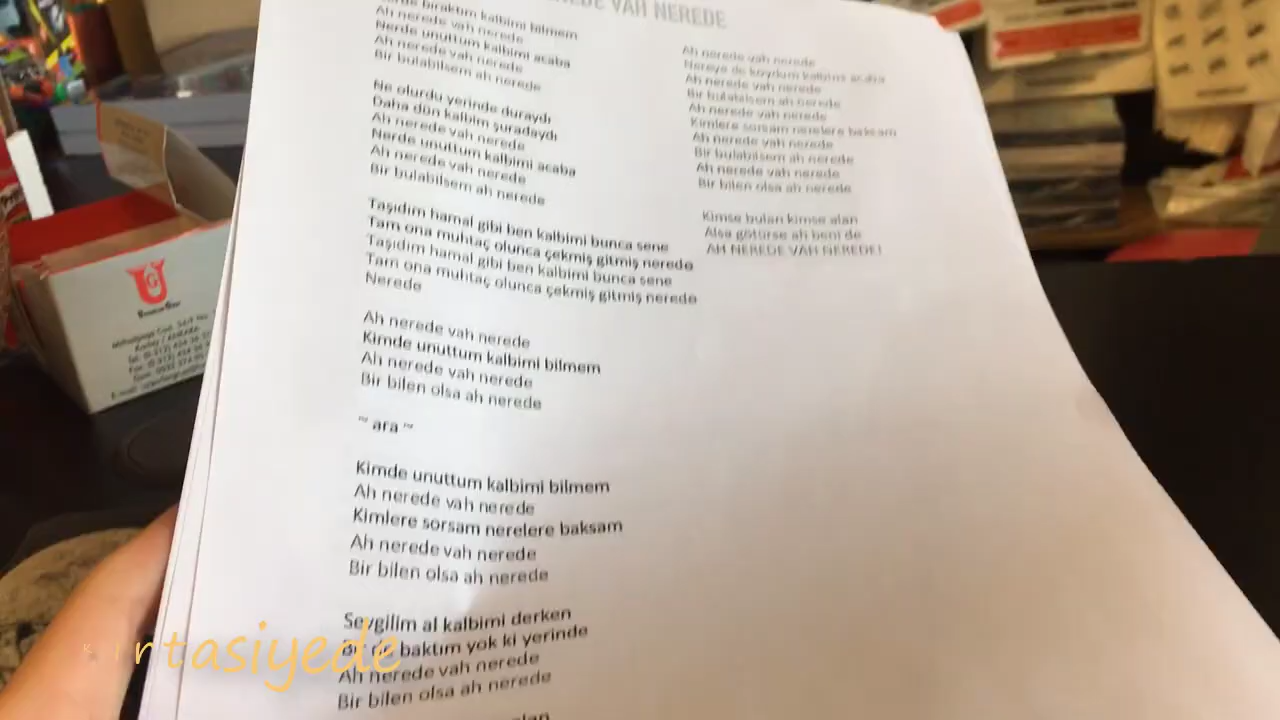 NEREDE VAH NEREDE
bıraktım kalbimi bilmem
Ah nerede vah nerede
Nerde unuttum kalbimi acaba
Ah nerede vah nerede
Bir bulabilsem ah nerede
Ne olurdu yerinde duraydı
Daha dün kalbim şuradaydı
Ah nerede vah nerede
Nerde unuttum kalbimi acaba
Ah nerede vah nerede
Bir bulabilsem ah nerede
Taşıdım hamal gibi ben kalbimi bunca sene
Tam ona muhtaç olunca çekmiş gitmiş nerede
Taşıdım hamal gibi ben kalbimi bunca sene
Tam ona muhtaç olunca çekmiş gitmiş nerede
Nerede
Ah nerede vah nerede
Kimde unuttum kalbimi bilmem
Ah nerede vah nerede
Bir bilen olsa ah nerede
~ ara ~
Kimde unuttum kalbimi bilmem
Ah nerede vah nerede
Kimlere sorsam nerelere baksam
Ah nerede vah nerede
Bir bilen olsa ah nerede
Sevgilim al kalbimi derken
baktım yok ki yerinde
Ah nerede vah nerede
Bir bilen olsa ah nerede
Ah nerede vah nerede
Nereye de koydum kalbimi acaba
Ah nerede vah nerede
Bir bulabilsem ah nerede
Ah nerede vah nerede
Kimlere sorsam nerelere baksam
Ah nerede vah nerede
Bir bulabilsem ah nerede
Ah nerede vah nerede
Bir bilen olsa ah nerede
Kimse bulan kimse alan
Alsa götürse ah beni de
AH NEREDE VAH NEREDE!
kırtasiyede